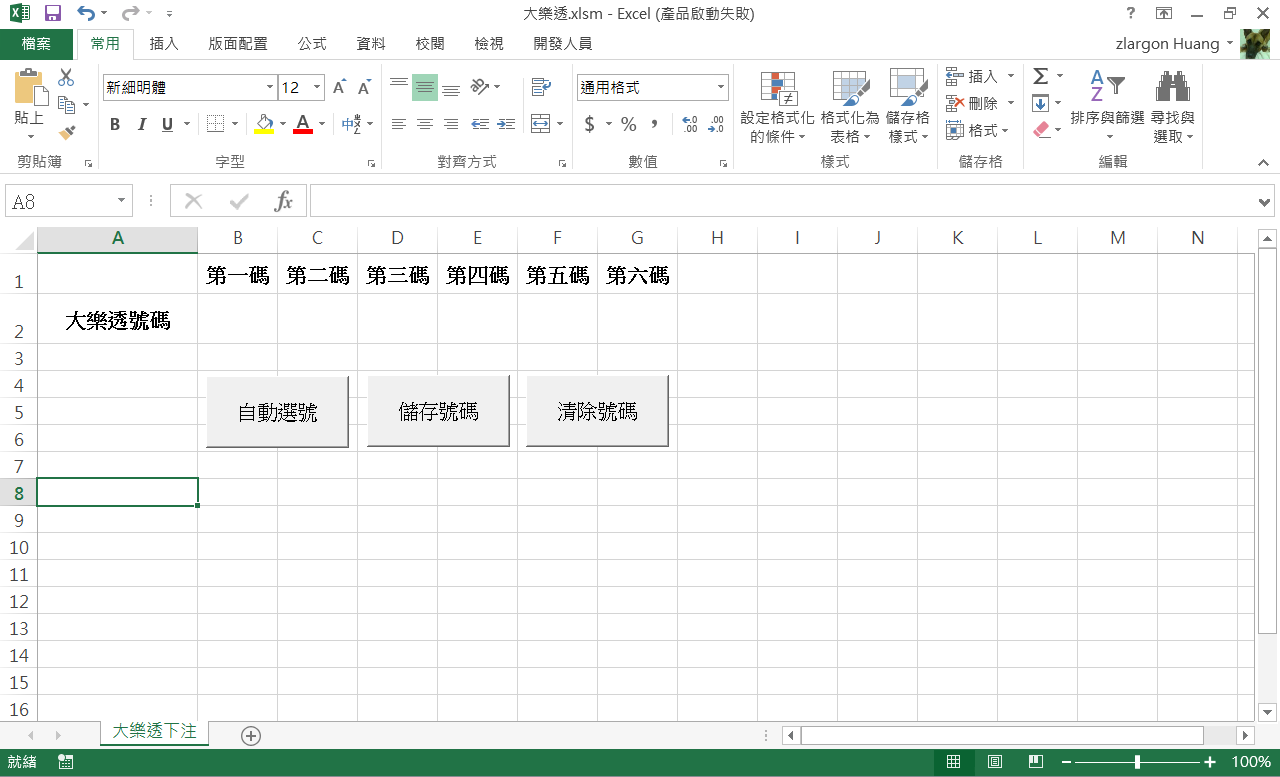 大樂透.xlsm - Excel (產品啟動失敗)
檔案 常用 插入 版面配置 公式 資料 校閱 檢視 開發人員 zlargon Huang
貼上
新細明體 12
B I U A 中
通用格式
$ % ,
設定格式化的條件
格式化為表格
儲存格樣式
插入
刪除
格式
排序與篩選
尋找與選取
剪貼簿 字型 對齊方式 數值 樣式 儲存格 編輯
A8 fx
A B C D E F G H I J K L M N
1 第一碼 第二碼 第三碼 第四碼 第五碼 第六碼
2 大樂透號碼
3
4
5 自動選號 儲存號碼 清除號碼
6
7
8
9
10
11
12
13
14
15
16
大樂透下注
就緒 100%